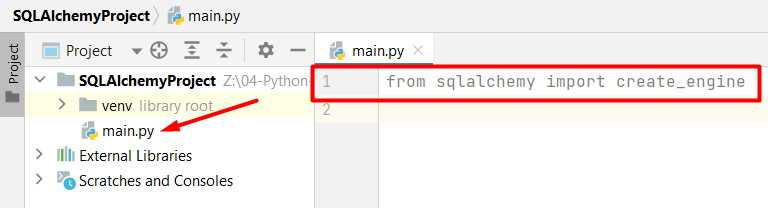 SQLAlchemyProject main.py
Project
Project
main.py
SQLAlchemyProject Z:\04-Python-
venv library root
main.py
External Libraries
Scratches and Consoles
1 from sqlalchemy import create_engine
2